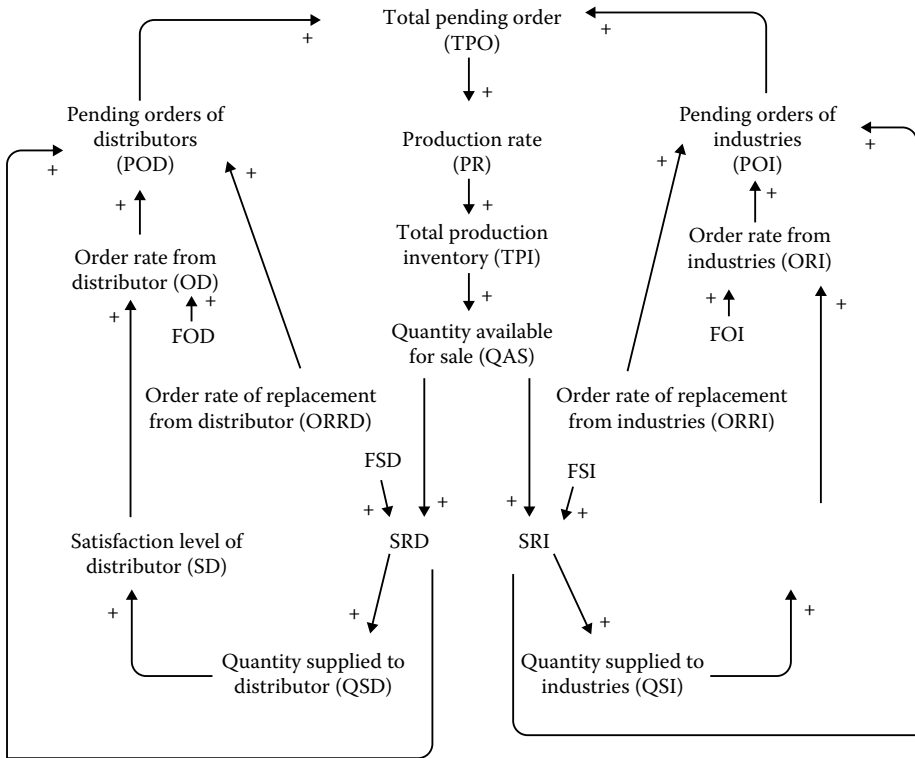 Total pending order
(TPO)
+
+
+
Pending orders of
distributors
(POD)
+
+
Production rate
(PR)
Pending orders of
industries
(POI)
+
+
+
+
+
Order rate from
distributor (OD)
Total production
inventory (TPI)
Order rate from
industries (ORI)
+
+
+
+
+
FOD
Quantity available
for sale (QAS)
FOI
Order rate of replacement
from distributor (ORRD)
Order rate of replacement
from industries (ORRI)
FSD
FSI
+
+
+
+
Satisfaction level of
distributor (SD)
SRD
SRI
+
+
+
+
Quantity supplied to
distributor (QSD)
Quantity supplied to
industries (QSI)